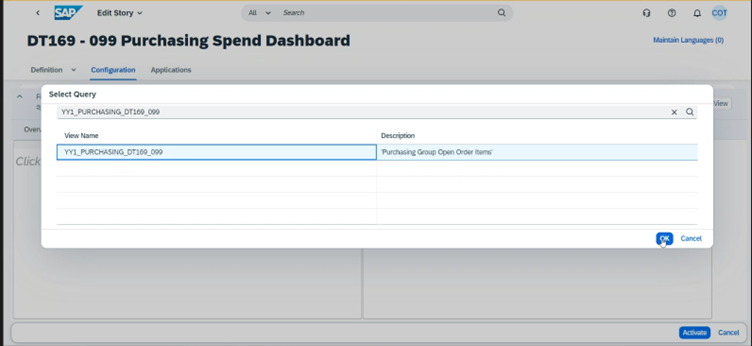 SAP Edit Story All Search COT
DT169 - 099 Purchasing Spend Dashboard
Maintain Languages (0)
Definition Configuration Applications
Select Query
View
YY1_PURCHASING_DT169_099
View Name Description
YY1_PURCHASING_DT169_099 'Purchasing Group Open Order Items'
Click
OK Cancel
Activate Cancel